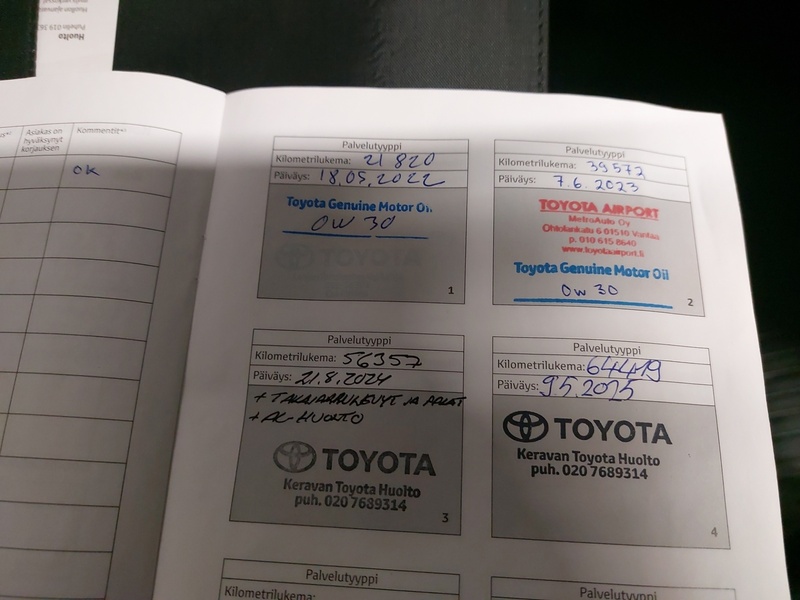 Huolto
Asiakas on
hyväksynyt
korjauksen
Kommentit
OK
Palvelutyyppi
Kilometrilukema: 21 820
Päiväys: 18.05.2022
Toyota Genuine Motor Oil
0W 30
1
Palvelutyyppi
Kilometrilukema: 39572
Päiväys: 7.6.2023
TOYOTA AIRPORT
MetroAuto Oy
Ohtolankatu 6 01510 Vantaa
p. 010 615 8640
www.toyotaairport.fi
Toyota Genuine Motor Oil
0W 30
2
Palvelutyyppi
Kilometrilukema: 56357
Päiväys: 21.8.2024
+ TAKAJARRULEVYT JA PALAT
+ AC-HUOLTO
TOYOTA
Keravan Toyota Huolto
puh. 020 7689314
3
Palvelutyyppi
Kilometrilukema: 64419
Päiväys: 9.5.2025
TOYOTA
Keravan Toyota Huolto
puh. 020 7689314
4
Palvelutyyppi
Kilometrilukema:
Palvelutyyppi